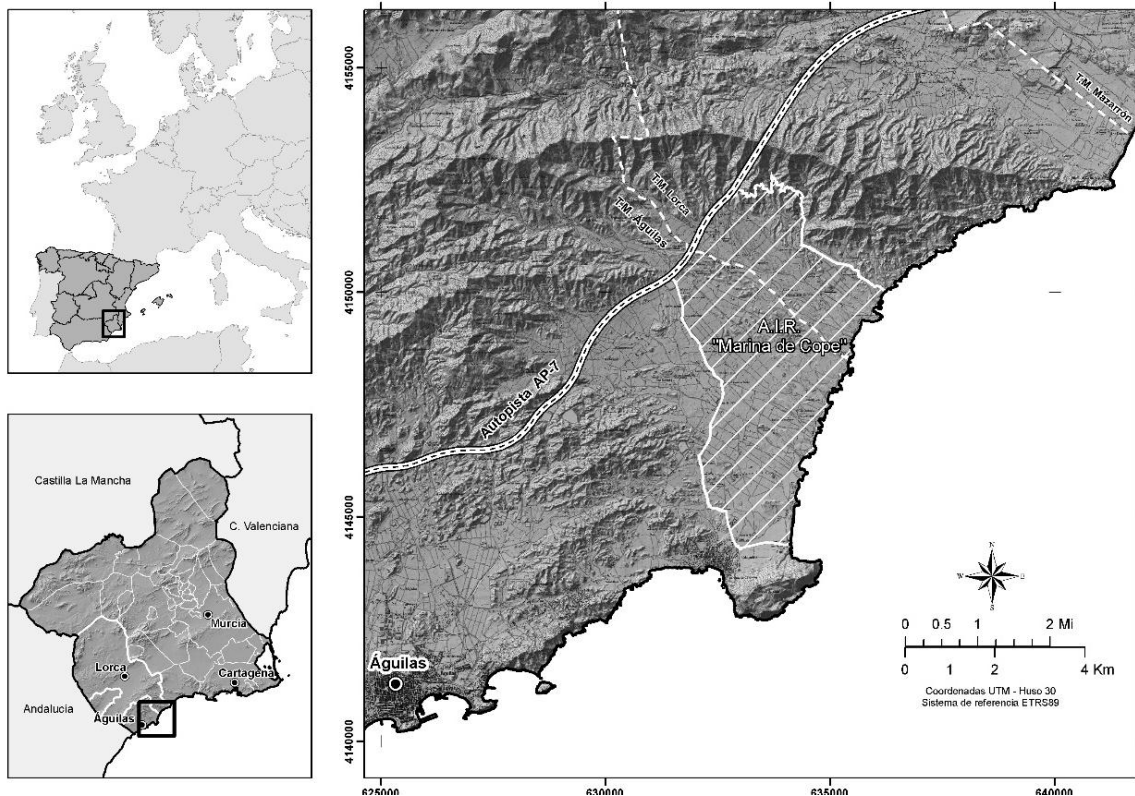 Castilla La Mancha
C. Valenciana
Murcia
Lorca
Cartagena
Andalucía
Águilas
4155000
4150000
4145000
4140000
625000
630000
635000
640000
T.M. Mazarrón
T.M. Lorca
T.M. Águilas
A.I.R.
"Marina de Cope"
Autopista AP-7
Águilas
N
W
E
S
0 0.5 1 2 Mi
0 1 2 4 Km
Coordenadas UTM - Huso 30
Sistema de referencia ETRS89